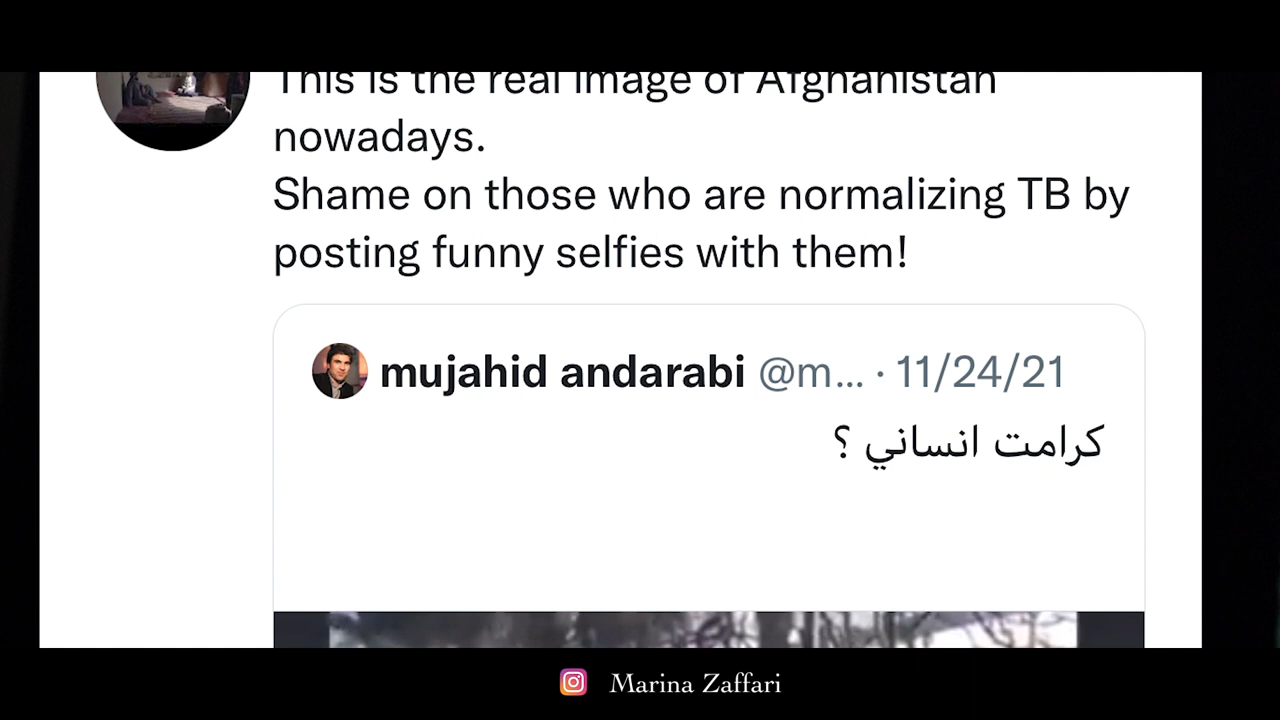 This is the real image of Afghanistan
nowadays.
Shame on those who are normalizing TB by
posting funny selfies with them!
mujahid andarabi @m... · 11/24/21
کرامت انساني ؟
Marina Zaffari